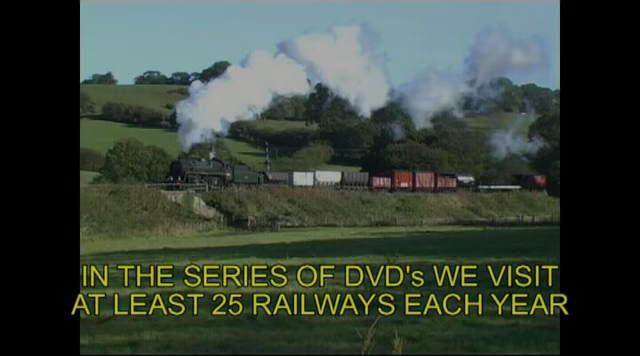 IN THE SERIES OF DVD's WE VISIT
AT LEAST 25 RAILWAYS EACH YEAR